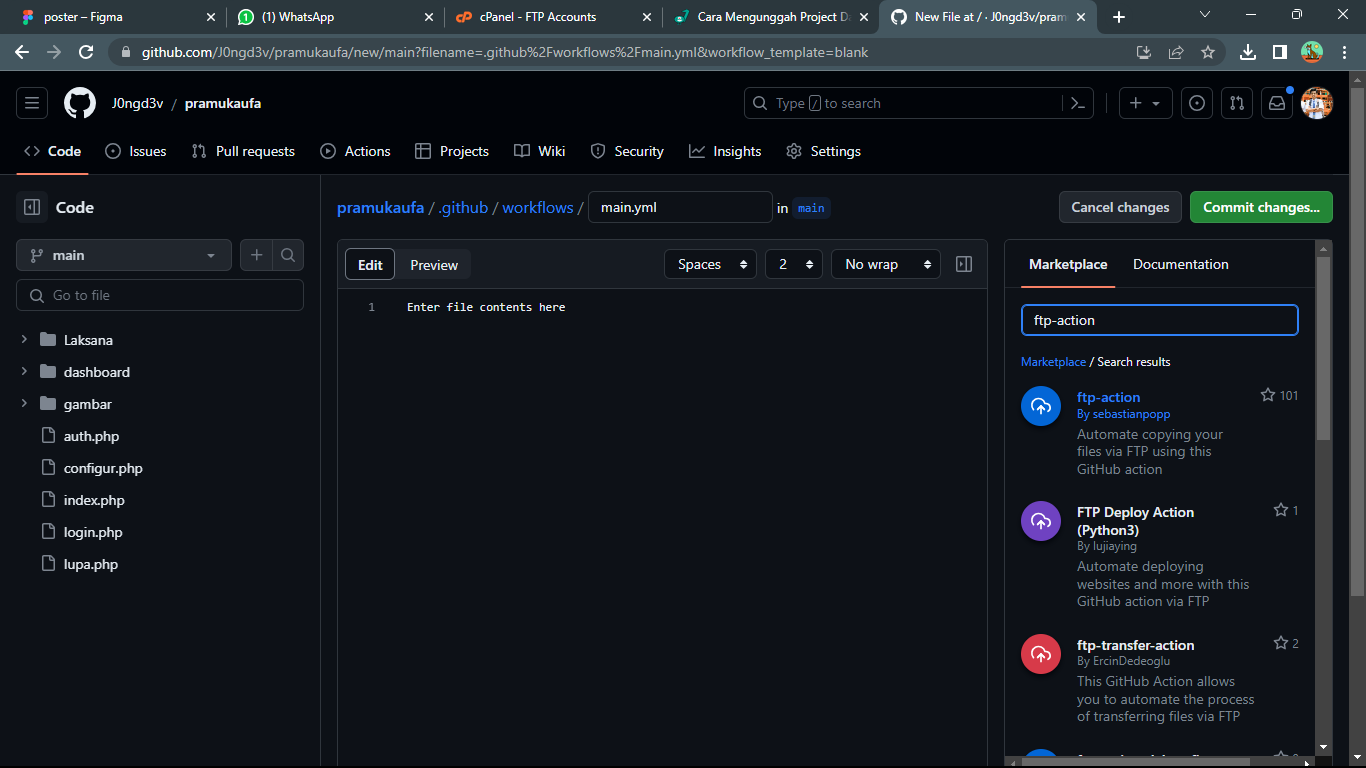 poster – Figma
(1) WhatsApp
cPanel - FTP Accounts
Cara Mengunggah Project Da
New File at / · J0ngd3v/pram
github.com/J0ngd3v/pramukaufa/new/main?filename=.github%2Fworkflows%2Fmain.yml&workflow_template=blank
J0ngd3v / pramukaufa
Type / to search
Code
Issues
Pull requests
Actions
Projects
Wiki
Security
Insights
Settings
Code
main
Go to file
Laksana
dashboard
gambar
auth.php
configur.php
index.php
login.php
lupa.php
pramukaufa / .github / workflows / main.yml in main
Cancel changes
Commit changes...
Edit
Preview
Spaces
2
No wrap
1 Enter file contents here
Marketplace
Documentation
ftp-action
Marketplace / Search results
ftp-action
101
By sebastianpopp
Automate copying your
files via FTP using this
GitHub action
FTP Deploy Action
(Python3)
1
By lujiaying
Automate deploying
websites and more with this
GitHub action via FTP
ftp-transfer-action
2
By ErcinDedeoglu
This GitHub Action allows
you to automate the process
of transferring files via FTP